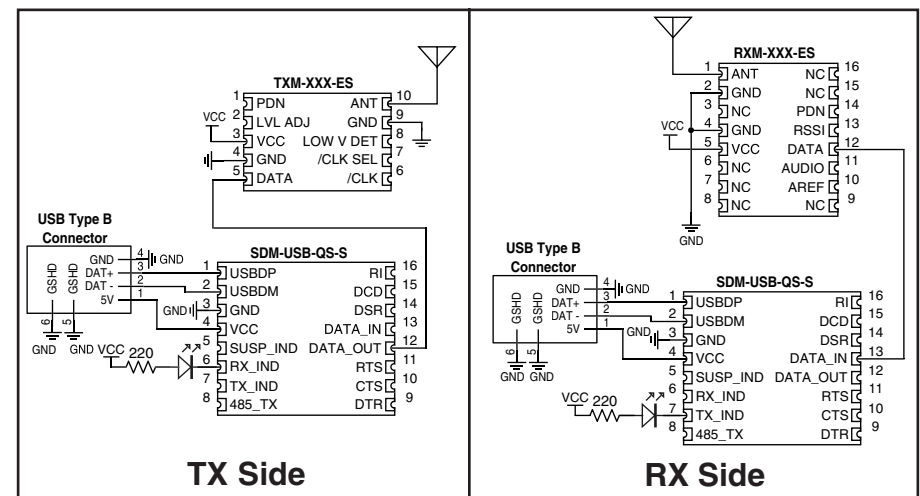 TXM-XXX-ES
1 PDN ANT 10
2 LVL ADJ GND 9
3 VCC LOW V DET 8
4 GND /CLK SEL 7
5 DATA /CLK 6
VCC
USB Type B
Connector
GND 4 GND
DAT+ 3
DAT - 2
5V 1
GSHD GSHD
6 5
GND GND
SDM-USB-QS-S
1 USBDP RI 16
2 USBDM DCD 15
GND 3 GND DSR 14
4 VCC DATA_IN 13
5 SUSP_IND DATA_OUT 12
6 RX_IND RTS 11
7 TX_IND CTS 10
8 485_TX DTR 9
VCC 220
TX Side
RXM-XXX-ES
1 ANT NC 16
2 GND NC 15
3 NC PDN 14
4 GND RSSI 13
5 VCC DATA 12
6 NC AUDIO 11
7 NC AREF 10
8 NC NC 9
VCC
GND
USB Type B
Connector
GND 4 GND
DAT+ 3
DAT - 2
5V 1
GSHD GSHD
6 5
GND GND
SDM-USB-QS-S
1 USBDP RI 16
2 USBDM DCD 15
GND 3 GND DSR 14
4 VCC DATA_IN 13
5 SUSP_IND DATA_OUT 12
6 RX_IND RTS 11
7 TX_IND CTS 10
8 485_TX DTR 9
VCC 220
RX Side